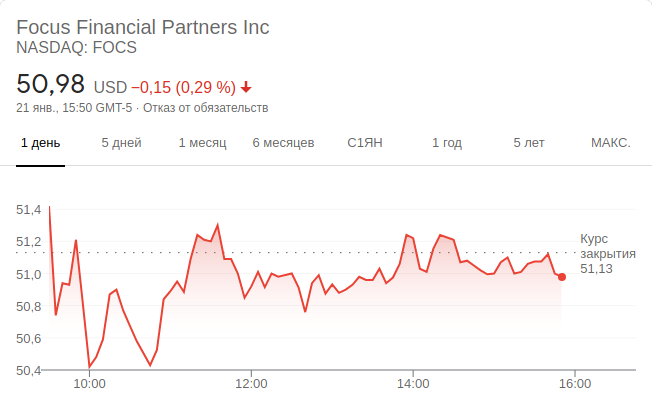 Focus Financial Partners Inc
NASDAQ: FOCS
50,98 USD −0,15 (0,29 %)
21 янв., 15:50 GMT-5 · Отказ от обязательств
1 день 5 дней 1 месяц 6 месяцев С1ЯН 1 год 5 лет МАКС.
51,4
51,2
51,0
50,8
50,6
50,4
Курс
закрытия
51,13
10:00 12:00 14:00 16:00